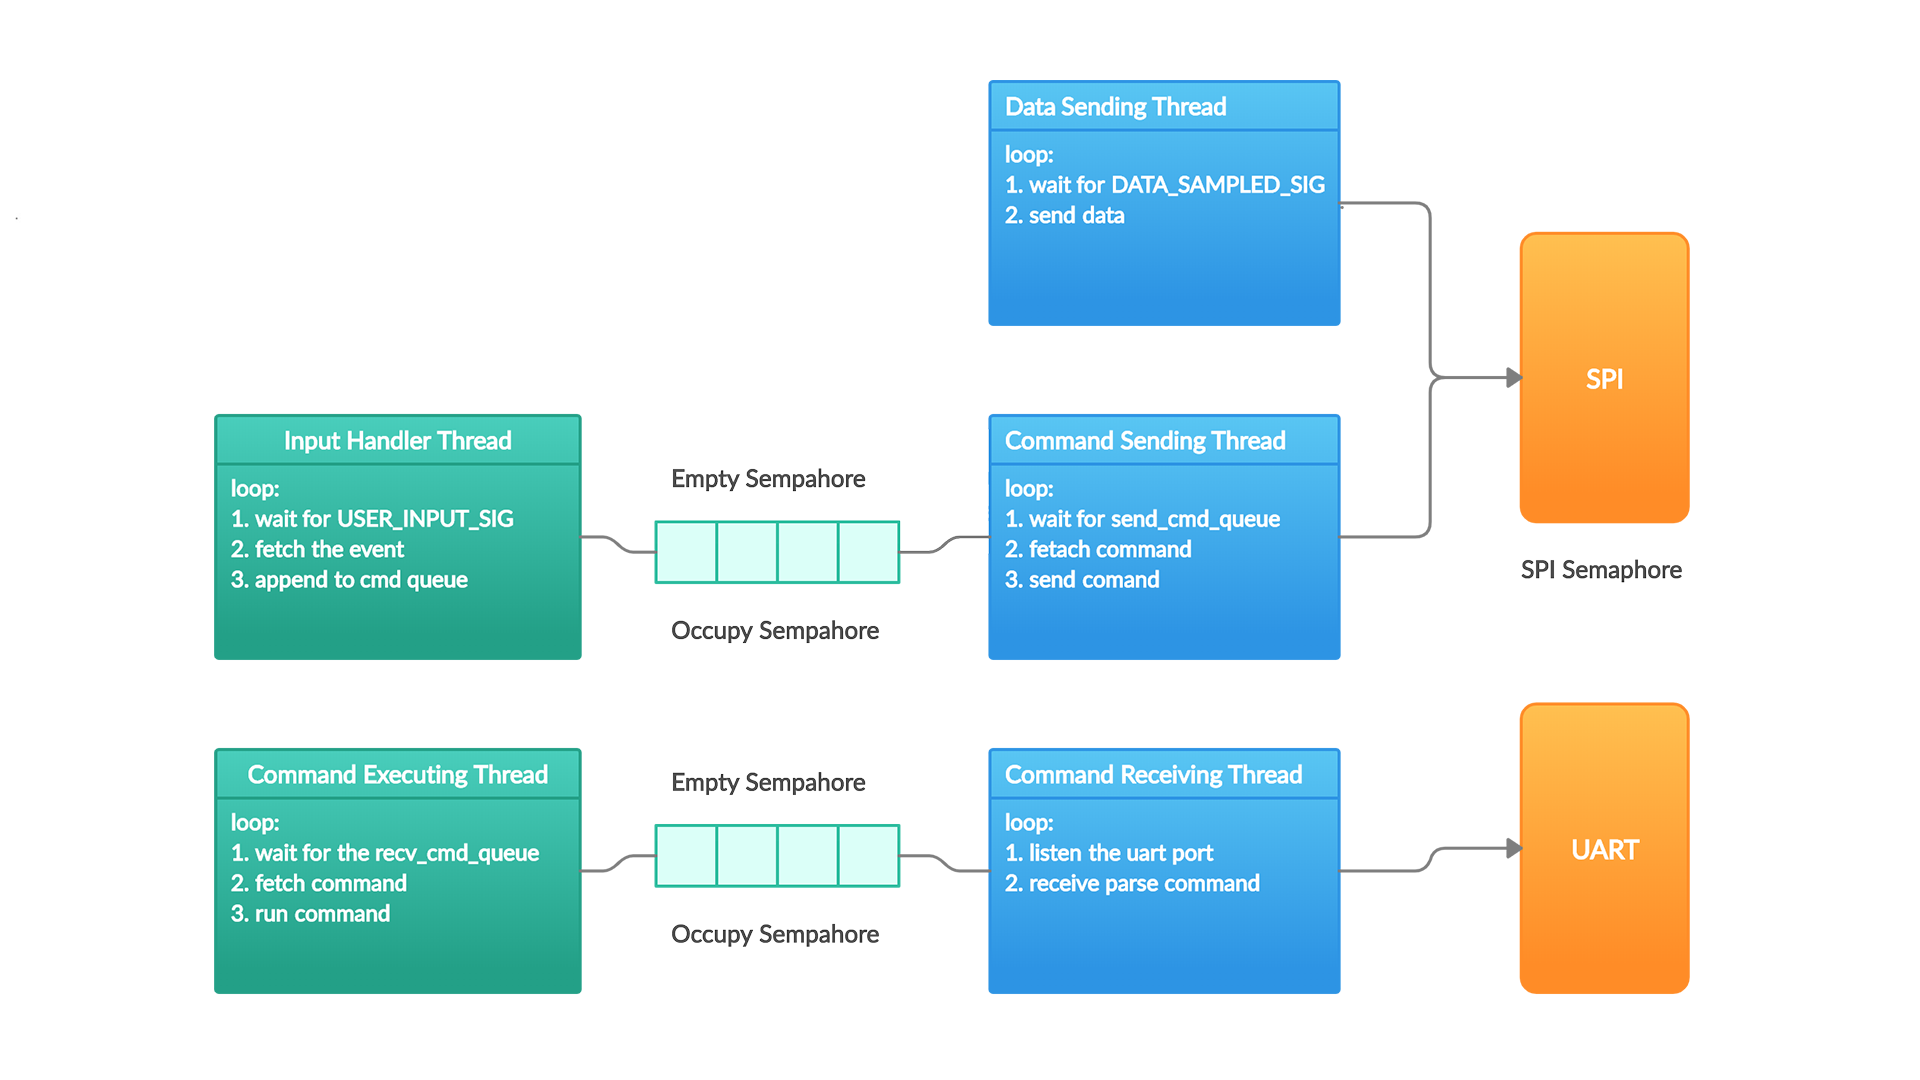 Data Sending Thread
loop:
1. wait for DATA_SAMPLED_SIG
2. send data
SPI
SPI Semaphore
Input Handler Thread
loop:
1. wait for USER_INPUT_SIG
2. fetch the event
3. append to cmd queue
Empty Sempahore
Occupy Sempahore
Command Sending Thread
loop:
1. wait for send_cmd_queue
2. fetach command
3. send comand
Command Executing Thread
loop:
1. wait for the recv_cmd_queue
2. fetch command
3. run command
Empty Sempahore
Occupy Sempahore
Command Receiving Thread
loop:
1. listen the uart port
2. receive parse command
UART